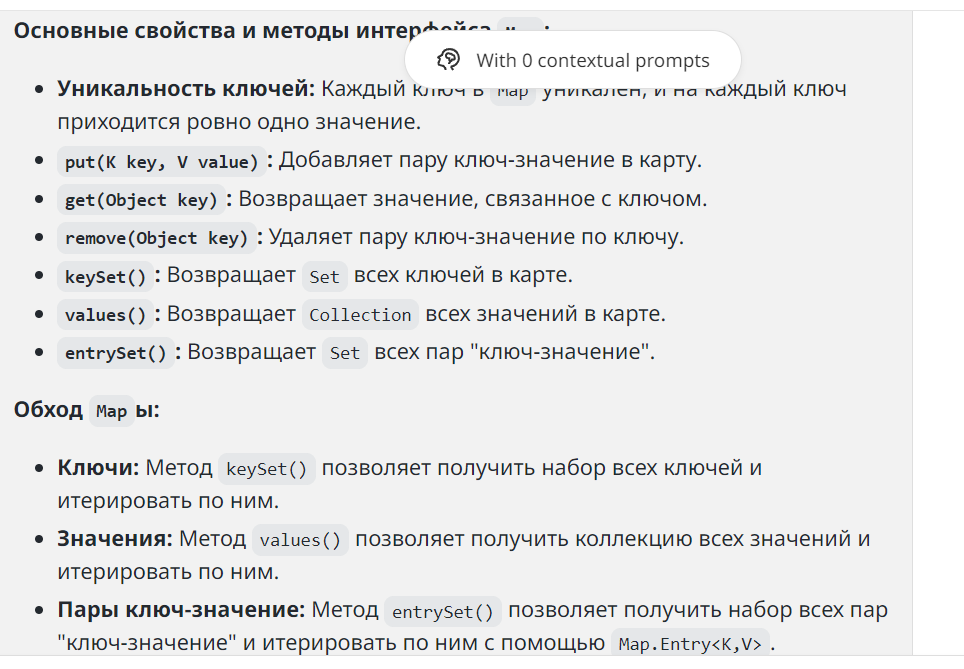 Основные свойства и методы интерфейса :
With 0 contextual prompts
• Уникальность ключей: Каждый ключ в Map уникален, и на каждый ключ
приходится ровно одно значение.
• put(K key, V value) : Добавляет пару ключ-значение в карту.
• get(Object key) : Возвращает значение, связанное с ключом.
• remove(Object key) : Удаляет пару ключ-значение по ключу.
• keySet() : Возвращает Set всех ключей в карте.
• values() : Возвращает Collection всех значений в карте.
• entrySet() : Возвращает Set всех пар "ключ-значение".
Обход Map ы:
• Ключи: Метод keySet() позволяет получить набор всех ключей и
итерировать по ним.
• Значения: Метод values() позволяет получить коллекцию всех значений и
итерировать по ним.
• Пары ключ-значение: Метод entrySet() позволяет получить набор всех пар
"ключ-значение" и итерировать по ним с помощью Map.Entry<K,V> .